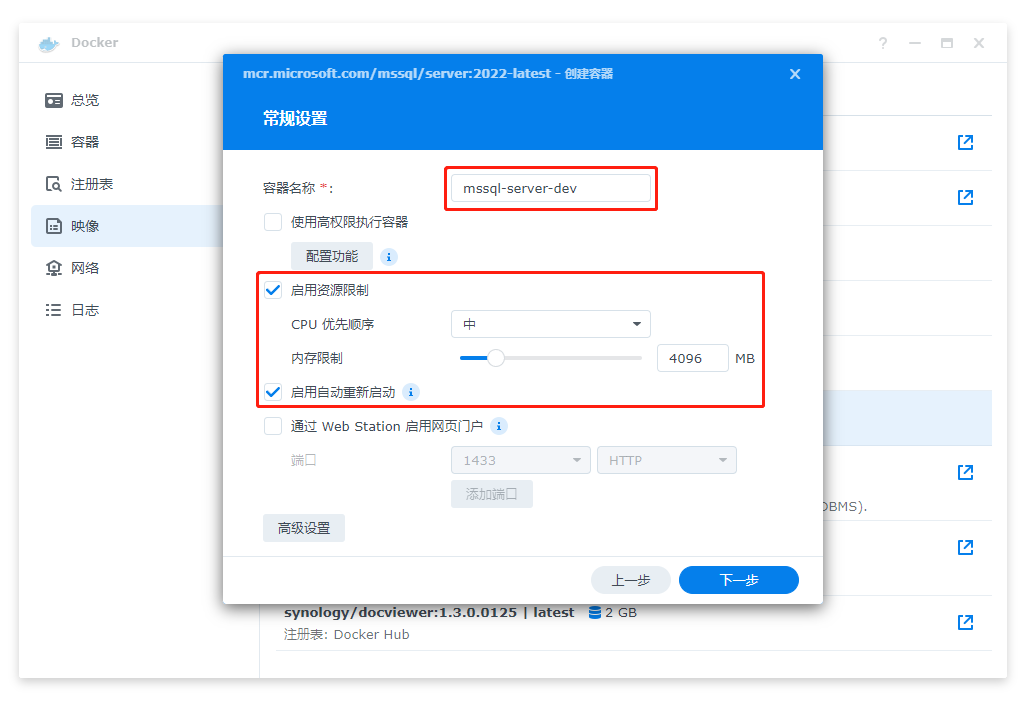 Docker
?
总览
容器
注册表
映像
网络
日志
mcr.microsoft.com/mssql/server:2022-latest - 创建容器
常规设置
容器名称 *:
mssql-server-dev
使用高权限执行容器
配置功能
启用资源限制
CPU 优先顺序
中
内存限制
4096 MB
启用自动重新启动
通过 Web Station 启用网页门户
端口
1433
HTTP
添加端口
高级设置
上一步
下一步
DBMS).
synology/docviewer:1.3.0.0125 | latest 2 GB
注册表: Docker Hub